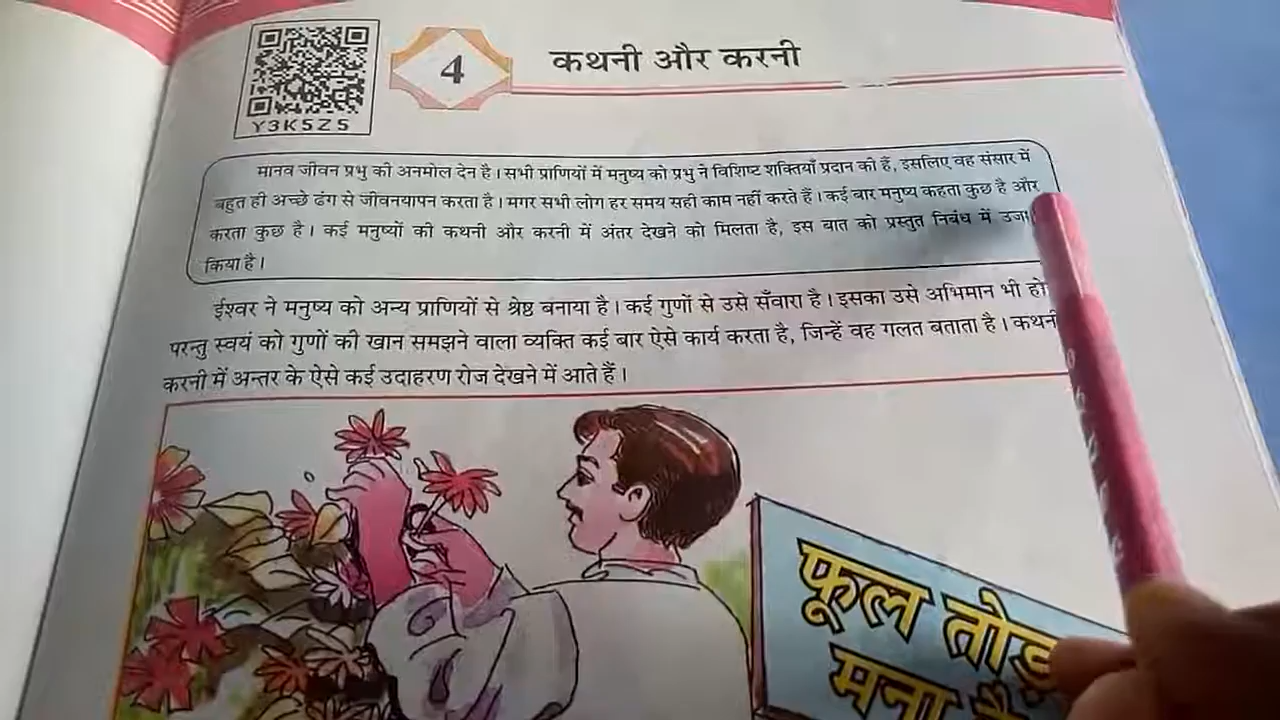 Y3K5Z5
4
कथनी और करनी
मानव जीवन प्रभु की अनमोल देन है। सभी प्राणियों में मनुष्य को प्रभु ने विशिष्ट शक्तियाँ प्रदान की हैं, इसलिए वह संसार में
बहुत ही अच्छे ढंग से जीवनयापन करता है। मगर सभी लोग हर समय सही काम नहीं करते हैं। कई बार मनुष्य कहता कुछ है और
करता कुछ है। कई मनुष्यों की कथनी और करनी में अंतर देखने को मिलता है, इस बात को प्रस्तुत निबंध में
किया है।
ईश्वर ने मनुष्य को अन्य प्राणियों से श्रेष्ठ बनाया है। कई गुणों से उसे सँवारा है। इसका उसे अभिमान भी
परन्तु स्वयं को गुणों की खान समझने वाला व्यक्ति कई बार ऐसे कार्य करता है, जिन्हें वह गलत बताता है। कथनी
करनी में अन्तर के ऐसे कई उदाहरण रोज देखने में आते हैं।
फूल तोड़
मना है